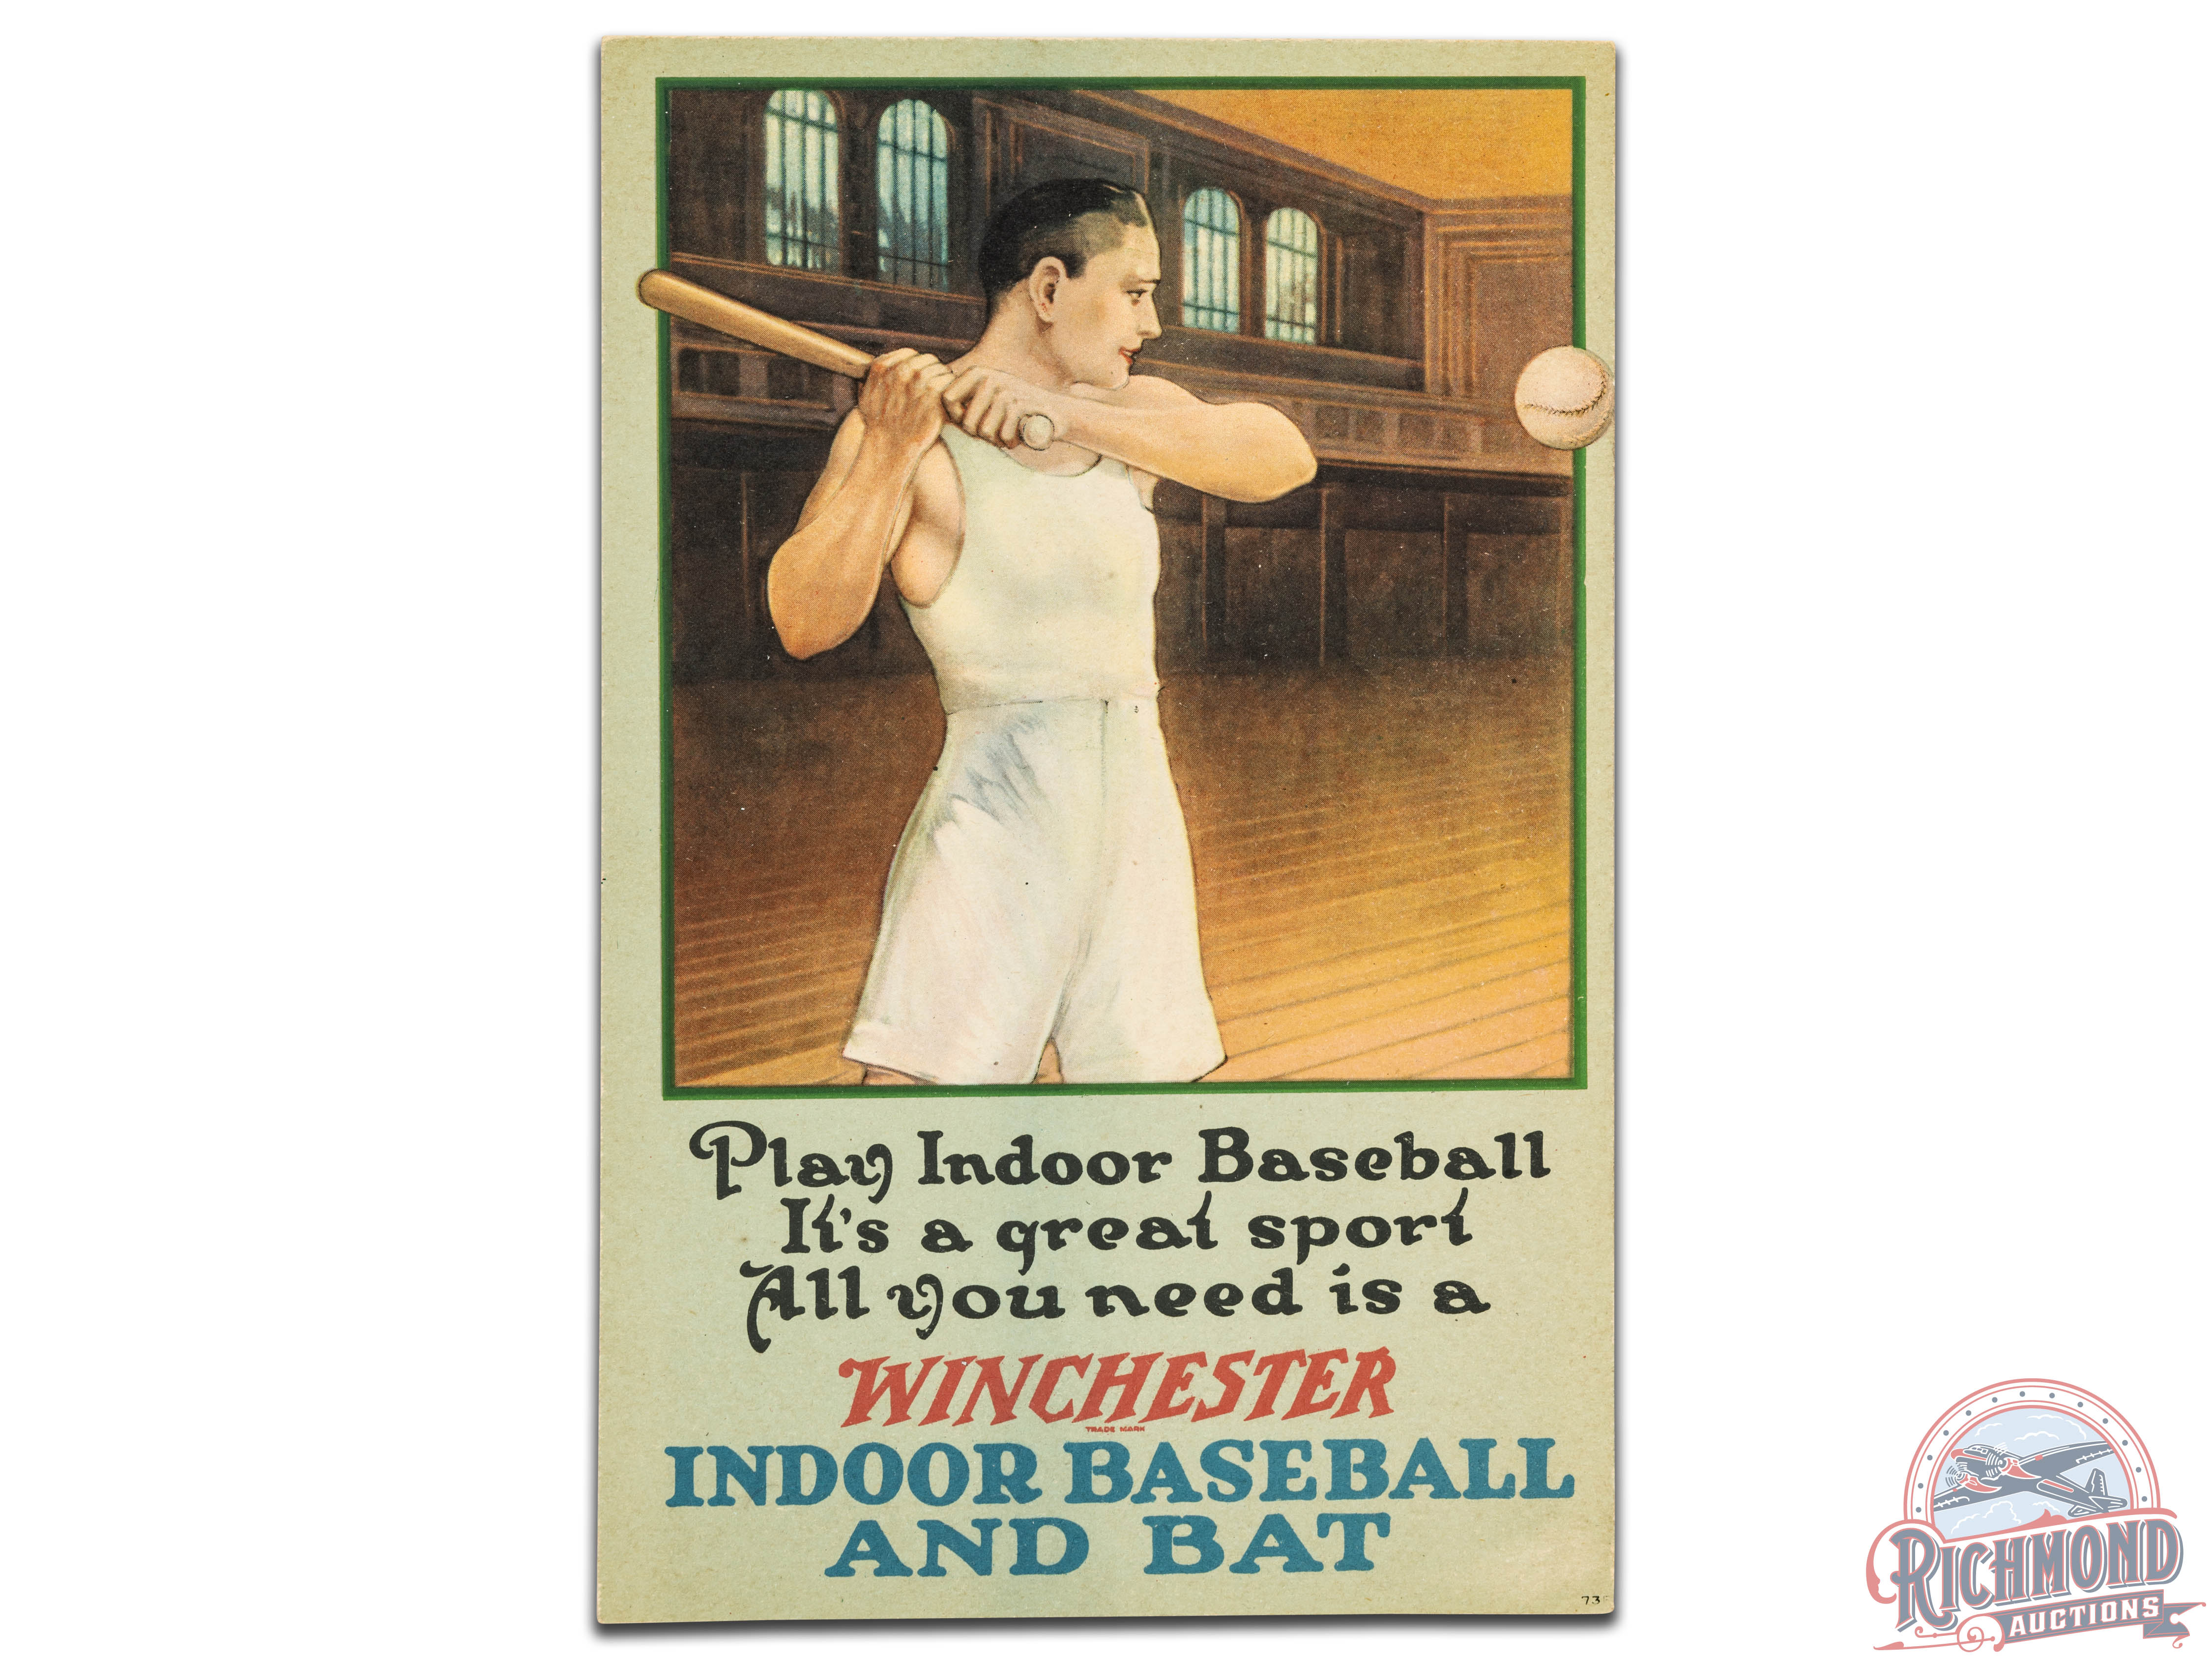 Play Indoor Baseball
It's a great sport
All you need is a
WINCHESTER
TRADE MARK
INDOOR BASEBALL
AND BAT
73
RICHMOND
AUCTIONS